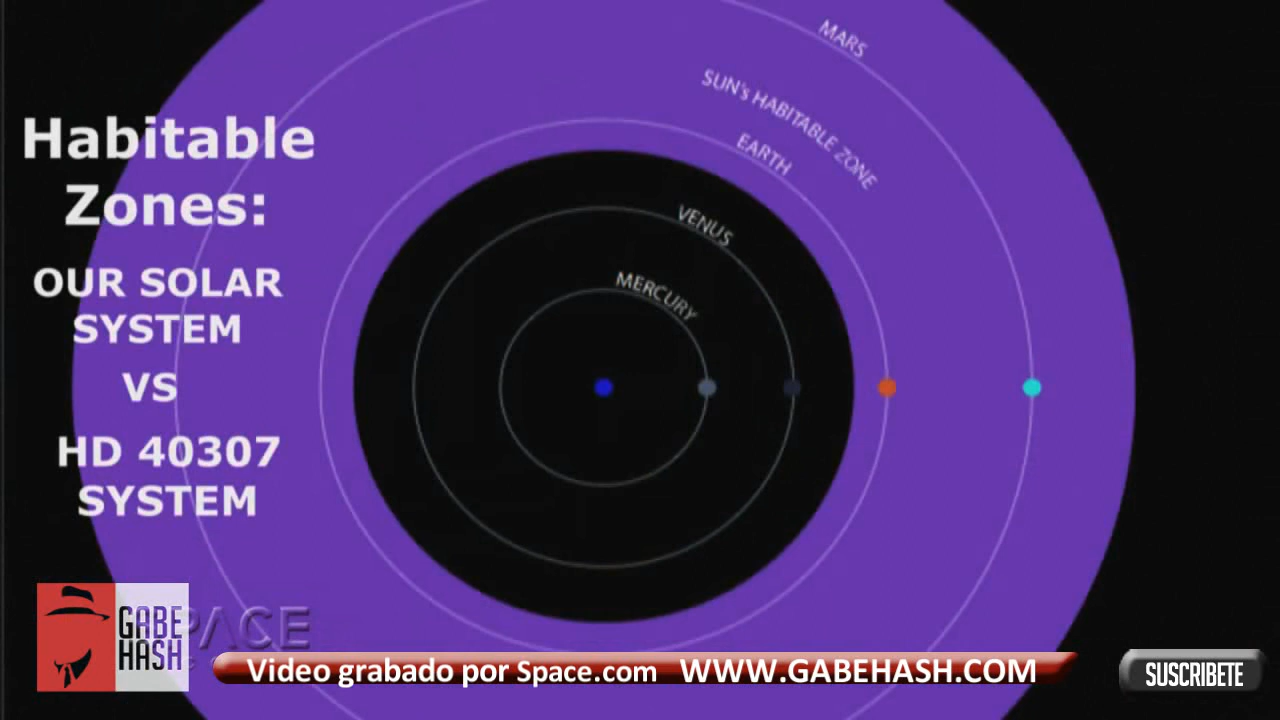 Habitable
Zones:
OUR SOLAR
SYSTEM
VS
HD 40307
SYSTEM
MARS
SUN's HABITABLE ZONE
EARTH
VENUS
MERCURY
GABE
HASH
PACE
Video grabado por Space.com WWW.GABEHASH.COM
SUSCRIBETE